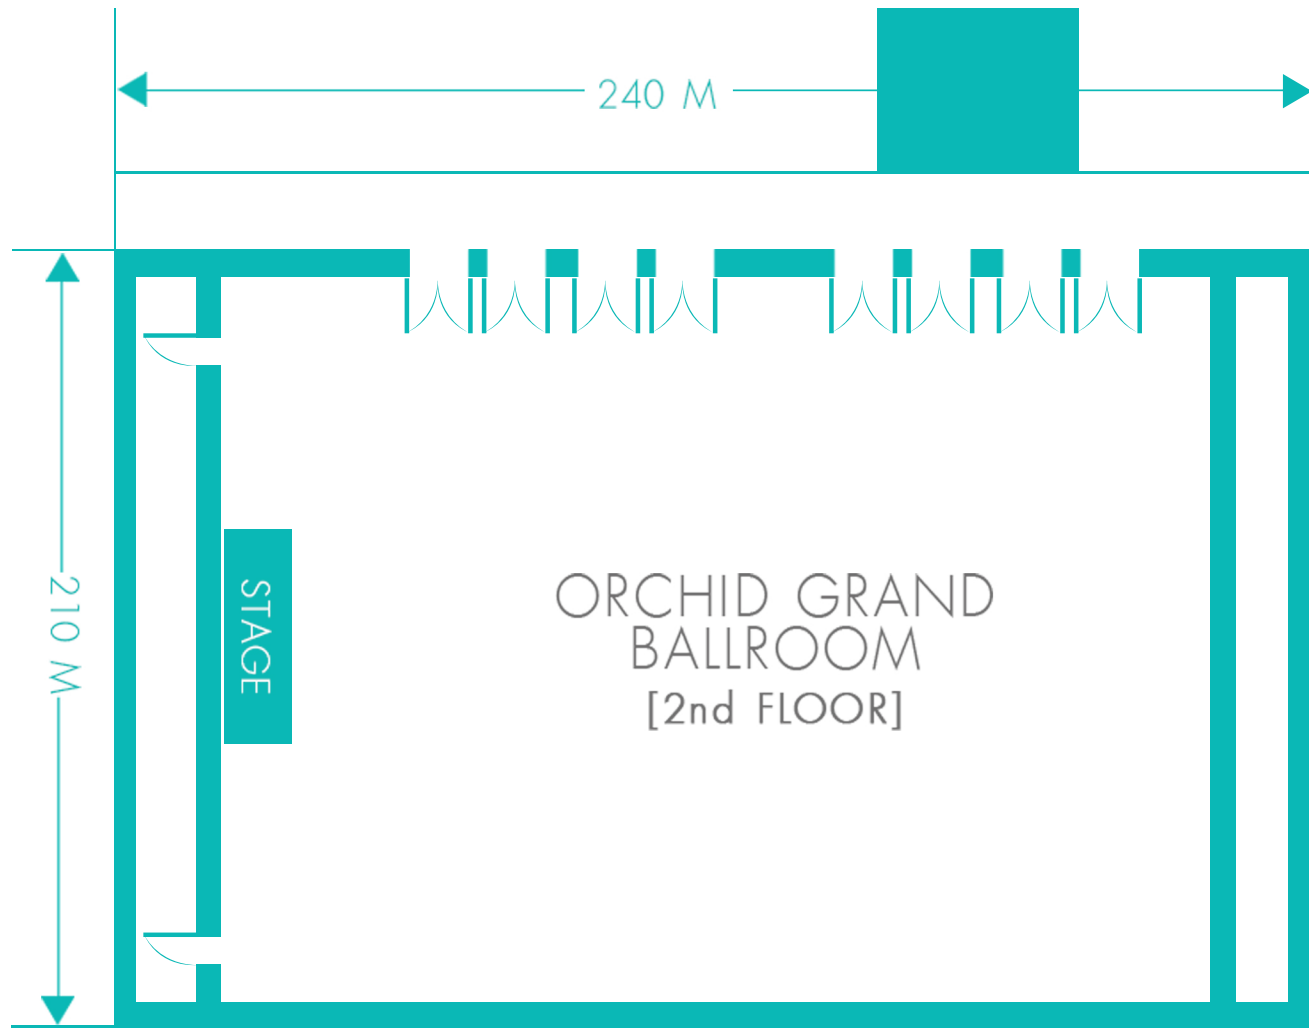 240 M
210 M
STAGE
ORCHID GRAND
BALLROOM
[2nd FLOOR]